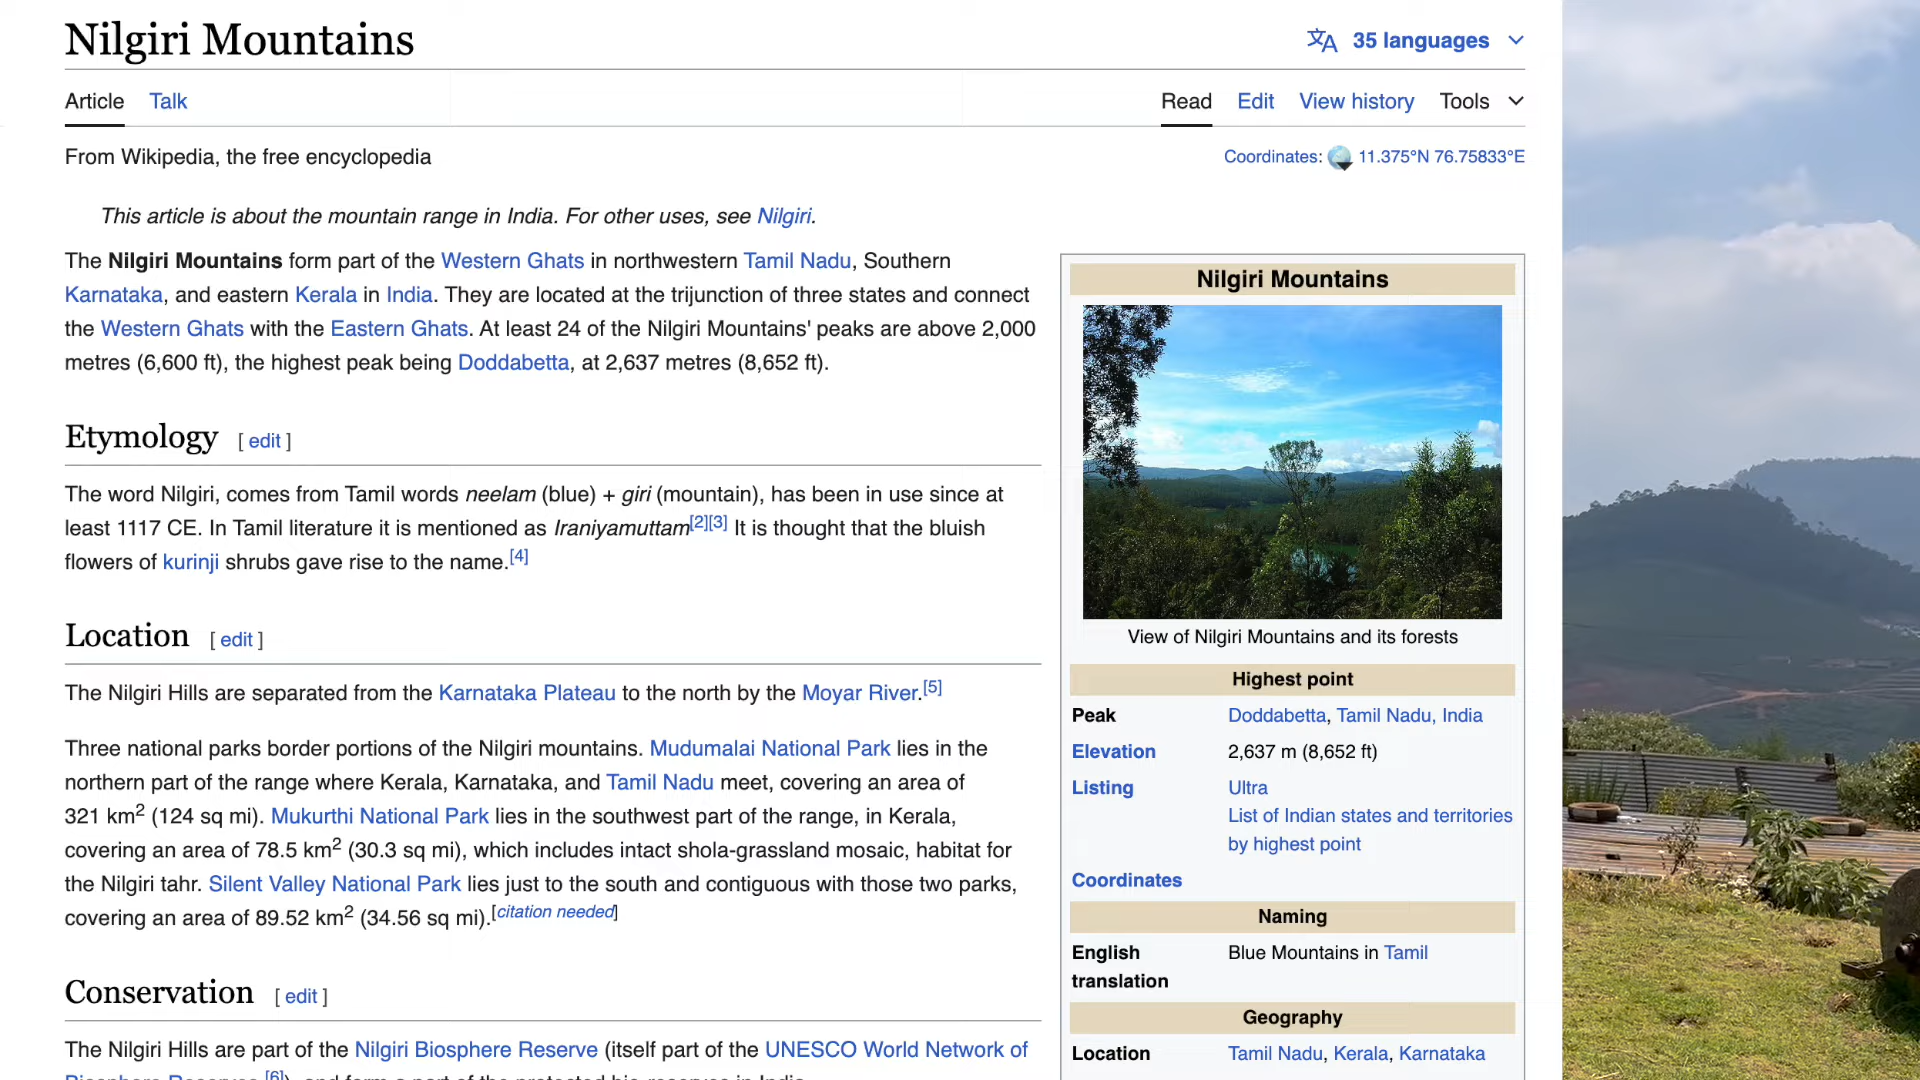 Nilgiri Mountains
35 languages
Article Talk
Read Edit View history Tools
From Wikipedia, the free encyclopedia
Coordinates: 11.375°N 76.75833°E
This article is about the mountain range in India. For other uses, see Nilgiri.
The Nilgiri Mountains form part of the Western Ghats in northwestern Tamil Nadu, Southern
Karnataka, and eastern Kerala in India. They are located at the trijunction of three states and connect
the Western Ghats with the Eastern Ghats. At least 24 of the Nilgiri Mountains' peaks are above 2,000
metres (6,600 ft), the highest peak being Doddabetta, at 2,637 metres (8,652 ft).
Etymology [ edit ]
The word Nilgiri, comes from Tamil words neelam (blue) + giri (mountain), has been in use since at
least 1117 CE. In Tamil literature it is mentioned as Iraniyamuttam[2][3] It is thought that the bluish
flowers of kurinji shrubs gave rise to the name.[4]
Location [ edit ]
The Nilgiri Hills are separated from the Karnataka Plateau to the north by the Moyar River.[5]
Three national parks border portions of the Nilgiri mountains. Mudumalai National Park lies in the
northern part of the range where Kerala, Karnataka, and Tamil Nadu meet, covering an area of
321 km2 (124 sq mi). Mukurthi National Park lies in the southwest part of the range, in Kerala,
covering an area of 78.5 km2 (30.3 sq mi), which includes intact shola-grassland mosaic, habitat for
the Nilgiri tahr. Silent Valley National Park lies just to the south and contiguous with those two parks,
covering an area of 89.52 km2 (34.56 sq mi).[citation needed]
Conservation [ edit ]
The Nilgiri Hills are part of the Nilgiri Biosphere Reserve (itself part of the UNESCO World Network of
Biosphere Reserves [6]), and form a part of the protected bio-reserves in India.
Nilgiri Mountains
View of Nilgiri Mountains and its forests
Highest point
Peak Doddabetta, Tamil Nadu, India
Elevation 2,637 m (8,652 ft)
Listing Ultra
List of Indian states and territories
by highest point
Coordinates
Naming
English Blue Mountains in Tamil
translation
Geography
Location Tamil Nadu, Kerala, Karnataka